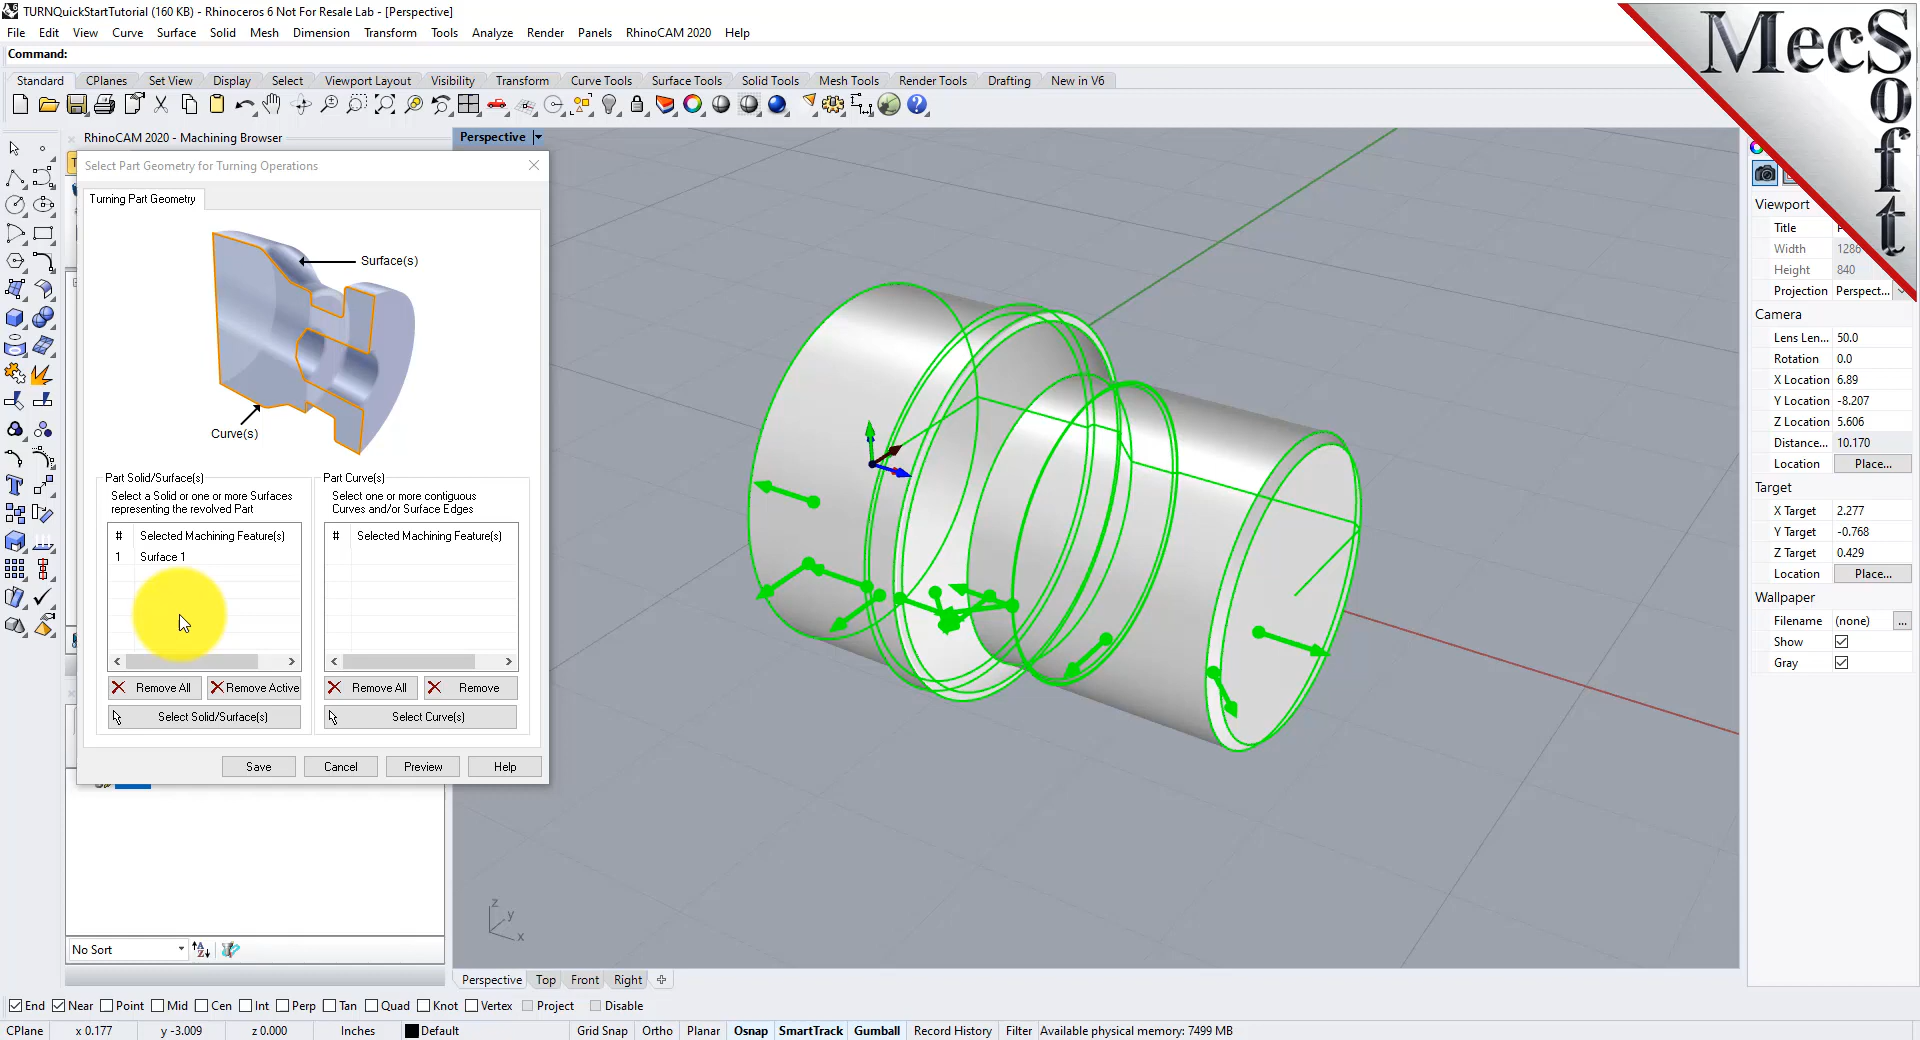 TURNQuickStartTutorial (160 KB) - Rhinoceros 6 Not For Resale Lab - [Perspective]
File Edit View Curve Surface Solid Mesh Dimension Transform Tools Analyze Render Panels RhinoCAM 2020 Help
Command:
Standard CPlanes Set View Display Select Viewport Layout Visibility Transform Curve Tools Surface Tools Solid Tools Mesh Tools Render Tools Drafting New in V6
MecSoft
RhinoCAM 2020 - Machining Browser
Perspective
Select Part Geometry for Turning Operations
Turning Part Geometry
Surface(s)
Curve(s)
Part Solid/Surface(s)
Select a Solid or one or more Surfaces
representing the revolved Part
# Selected Machining Feature(s)
1 Surface 1
Remove All Remove Active
Select Solid/Surface(s)
Part Curve(s)
Select one or more contiguous
Curves and/or Surface Edges
# Selected Machining Feature(s)
Remove All Remove
Select Curve(s)
Save Cancel Preview Help
No Sort
z
y
x
Viewport
Title
Width 1286
Height 840
Projection Perspect...
Camera
Lens Len... 50.0
Rotation 0.0
X Location 6.89
Y Location -8.207
Z Location 5.606
Distance... 10.170
Location Place...
Target
X Target 2.277
Y Target -0.768
Z Target 0.429
Location Place...
Wallpaper
Filename (none) ...
Show
Gray
Perspective Top Front Right
End Near Point Mid Cen Int Perp Tan Quad Knot Vertex Project Disable
CPlane x 0.177 y -3.009 z 0.000 Inches Default Grid Snap Ortho Planar Osnap SmartTrack Gumball Record History Filter Available physical memory: 7499 MB